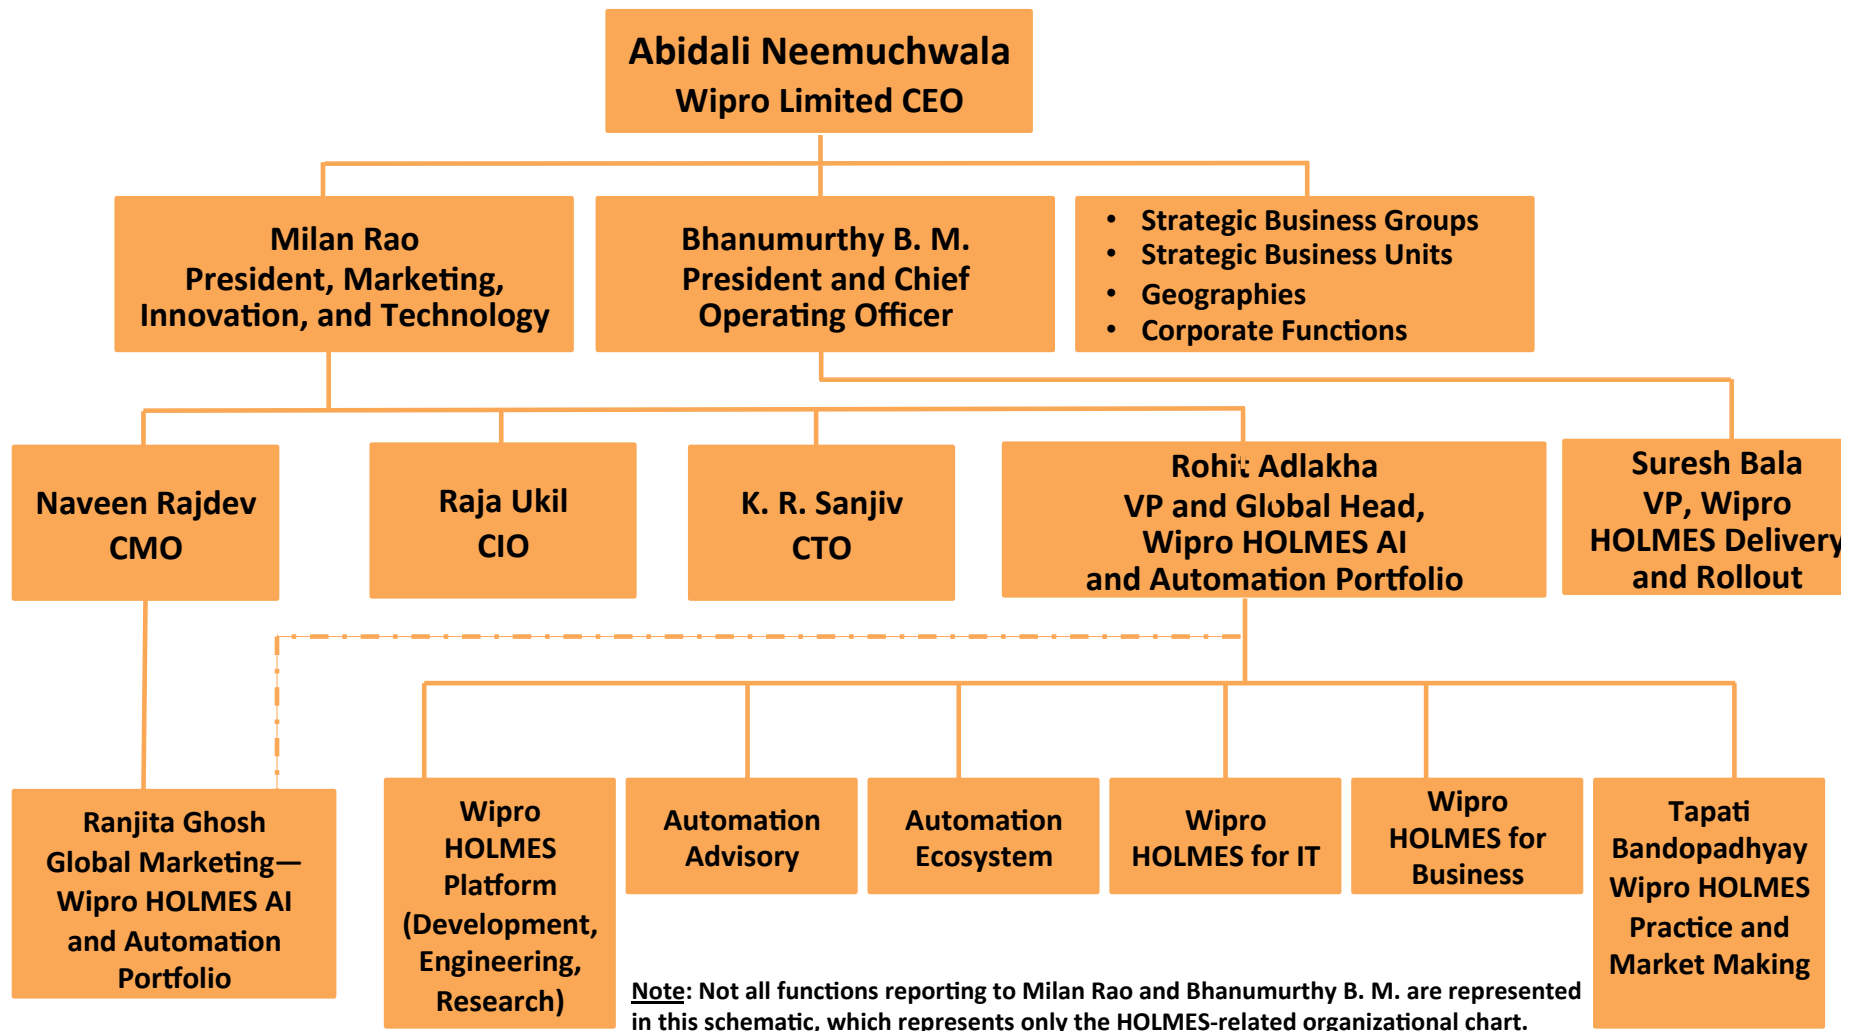 Abidali Neemuchwala
Wipro Limited CEO
Milan Rao
President, Marketing,
Innovation, and Technology
Bhanumurthy B. M.
President and Chief
Operating Officer
• Strategic Business Groups
• Strategic Business Units
• Geographies
• Corporate Functions
Naveen Rajdev
CMO
Raja Ukil
CIO
K. R. Sanjiv
CTO
Rohit Adlakha
VP and Global Head,
Wipro HOLMES AI
and Automation Portfolio
Suresh Bala
VP, Wipro
HOLMES Delivery
and Rollout
Ranjita Ghosh
Global Marketing—
Wipro HOLMES AI
and Automation
Portfolio
Wipro
HOLMES
Platform
(Development,
Engineering,
Research)
Automation
Advisory
Automation
Ecosystem
Wipro
HOLMES for IT
Wipro
HOLMES for
Business
Tapati
Bandopadhyay
Wipro HOLMES
Practice and
Market Making
Note: Not all functions reporting to Milan Rao and Bhanumurthy B. M. are represented
in this schematic, which represents only the HOLMES-related organizational chart.